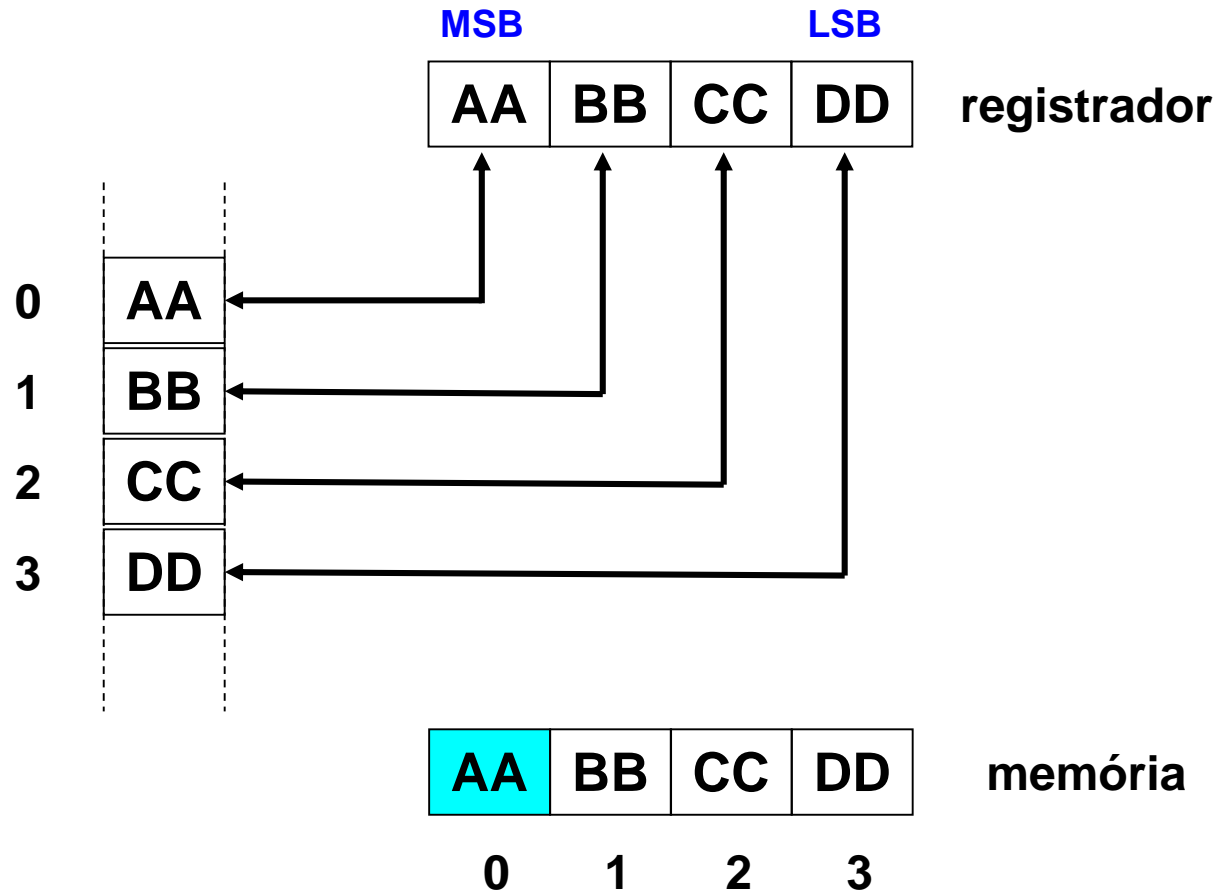 MSB LSB
AA BB CC DD registrador
0 AA
1 BB
2 CC
3 DD
AA BB CC DD memória
0 1 2 3